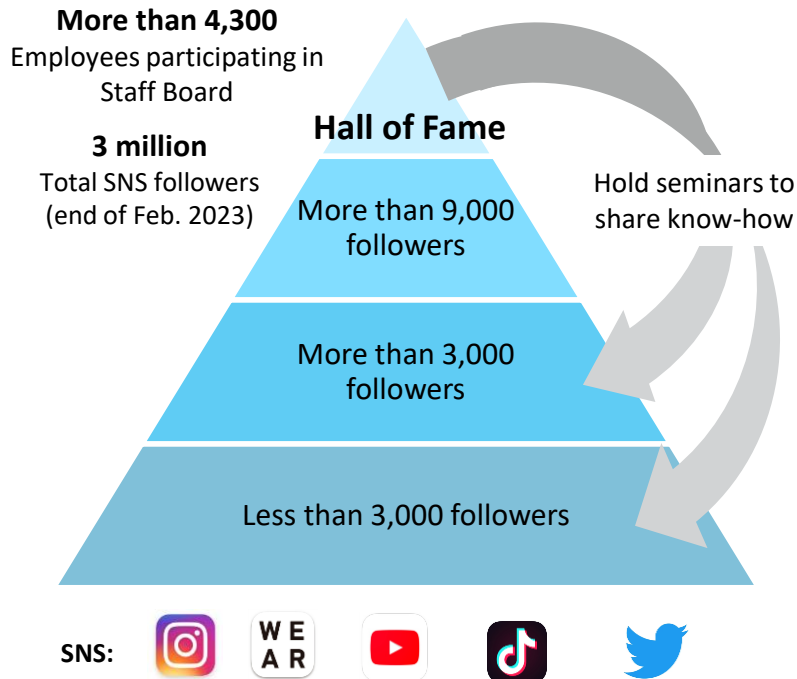 More than 4,300
Employees participating in
Staff Board
3 million
Total SNS followers
(end of Feb. 2023)
Hall of Fame
More than 9,000
followers
More than 3,000
followers
Less than 3,000 followers
Hold seminars to
share know-how
SNS:
WE
AR